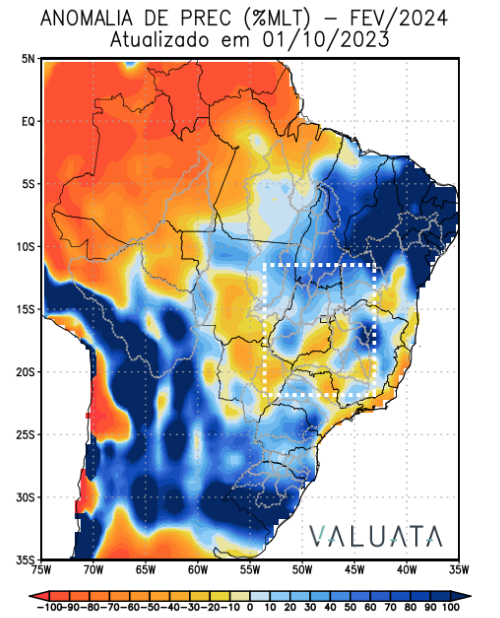 ANOMALIA DE PREC (%MLT) – FEV/2024
Atualizado em 01/10/2023
5N
EQ
5S
10S
15S
20S
25S
30S
35S
VALUATA
75W 70W 65W 60W 55W 50W 45W 40W 35W
-100 -90 -80 -70 -60 -50 -40 -30 -20 -10 0 10 20 30 40 50 60 70 80 90 100